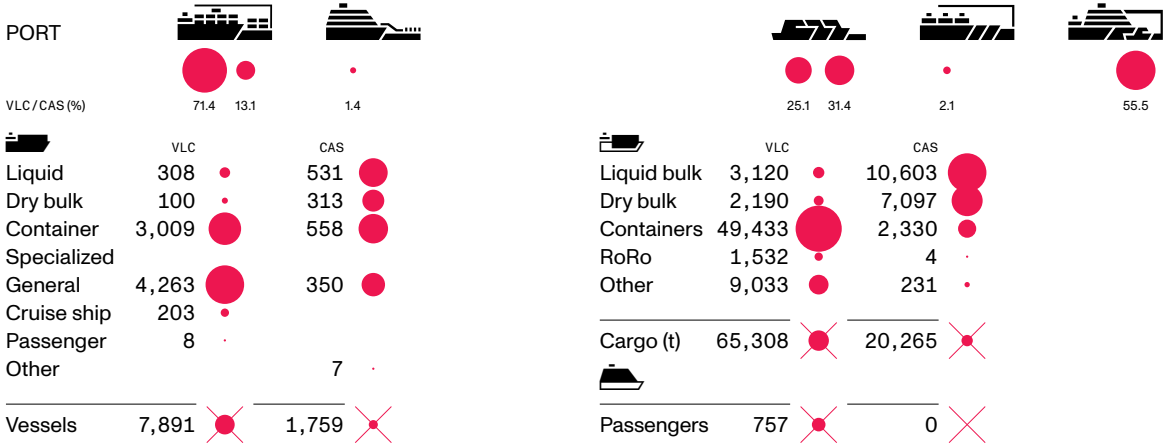 PORT
VLC/CAS (%) 71.4 13.1 1.4 25.1 31.4 2.1 55.5
VLC CAS
Liquid 308 531
Dry bulk 100 313
Container 3,009 558
Specialized
General 4,263 350
Cruise ship 203
Passenger 8
Other 7
Vessels 7,891 1,759
VLC CAS
Liquid bulk 3,120 10,603
Dry bulk 2,190 7,097
Containers 49,433 2,330
RoRo 1,532 4
Other 9,033 231
Cargo (t) 65,308 20,265
Passengers 757 0